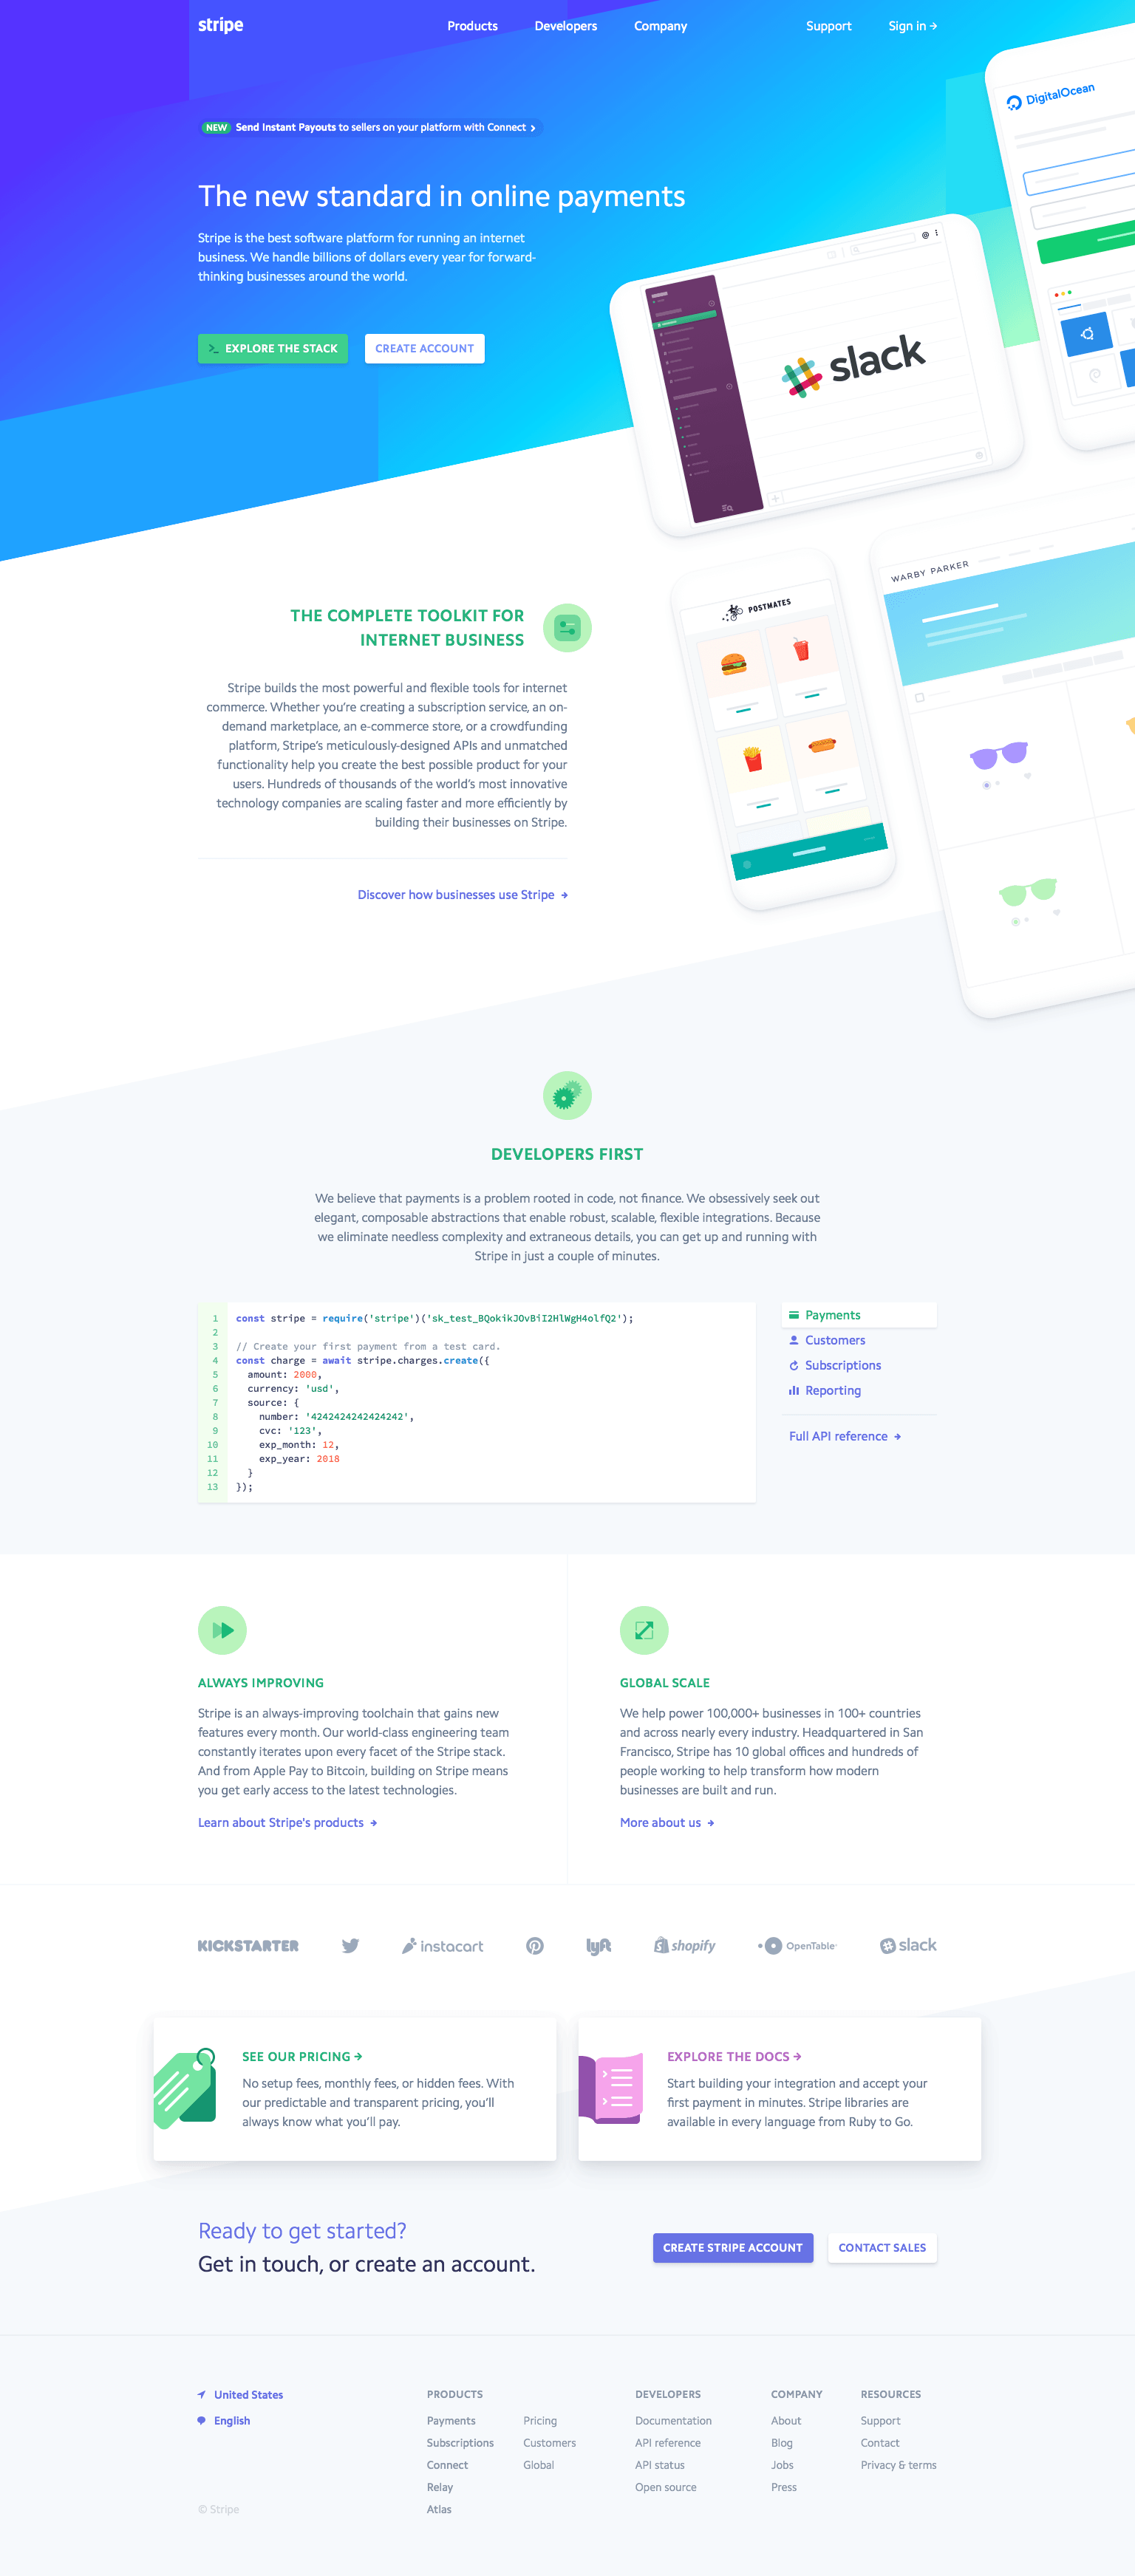 stripe
Products Developers Company Support Sign in →
NEW Send Instant Payouts to sellers on your platform with Connect
The new standard in online payments
Stripe is the best software platform for running an internet
business. We handle billions of dollars every year for forward-
thinking businesses around the world.
EXPLORE THE STACK CREATE ACCOUNT
DigitalOcean
slack
WARBY PARKER
POSTMATES
THE COMPLETE TOOLKIT FOR
INTERNET BUSINESS
Stripe builds the most powerful and flexible tools for internet
commerce. Whether you’re creating a subscription service, an on-
demand marketplace, an e-commerce store, or a crowdfunding
platform, Stripe’s meticulously-designed APIs and unmatched
functionality help you create the best possible product for your
users. Hundreds of thousands of the world’s most innovative
technology companies are scaling faster and more efficiently by
building their businesses on Stripe.
Discover how businesses use Stripe →
DEVELOPERS FIRST
We believe that payments is a problem rooted in code, not finance. We obsessively seek out
elegant, composable abstractions that enable robust, scalable, flexible integrations. Because
we eliminate needless complexity and extraneous details, you can get up and running with
Stripe in just a couple of minutes.
1 const stripe = require('stripe')('sk_test_BQokikJOvBiI2HlWgH4olfQ2');
2
3 // Create your first payment from a test card.
4 const charge = await stripe.charges.create({
5 amount: 2000,
6 currency: 'usd',
7 source: {
8 number: '4242424242424242',
9 cvc: '123',
10 exp_month: 12,
11 exp_year: 2018
12 }
13 });
Payments
Customers
Subscriptions
Reporting
Full API reference →
ALWAYS IMPROVING
Stripe is an always-improving toolchain that gains new
features every month. Our world-class engineering team
constantly iterates upon every facet of the Stripe stack.
And from Apple Pay to Bitcoin, building on Stripe means
you get early access to the latest technologies.
Learn about Stripe's products →
GLOBAL SCALE
We help power 100,000+ businesses in 100+ countries
and across nearly every industry. Headquartered in San
Francisco, Stripe has 10 global offices and hundreds of
people working to help transform how modern
businesses are built and run.
More about us →
KICKSTARTER instacart lyft shopify OpenTable slack
SEE OUR PRICING →
No setup fees, monthly fees, or hidden fees. With
our predictable and transparent pricing, you’ll
always know what you’ll pay.
EXPLORE THE DOCS →
Start building your integration and accept your
first payment in minutes. Stripe libraries are
available in every language from Ruby to Go.
Ready to get started?
Get in touch, or create an account.
CREATE STRIPE ACCOUNT CONTACT SALES
United States
English
© Stripe
PRODUCTS
Payments Pricing
Subscriptions Customers
Connect Global
Relay
Atlas
DEVELOPERS
Documentation
API reference
API status
Open source
COMPANY
About
Blog
Jobs
Press
RESOURCES
Support
Contact
Privacy & terms